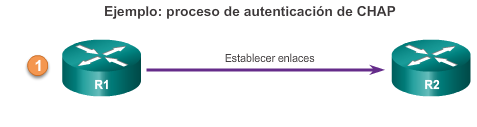 Ejemplo: proceso de autenticación de CHAP
Establecer enlaces
1
R1
R2